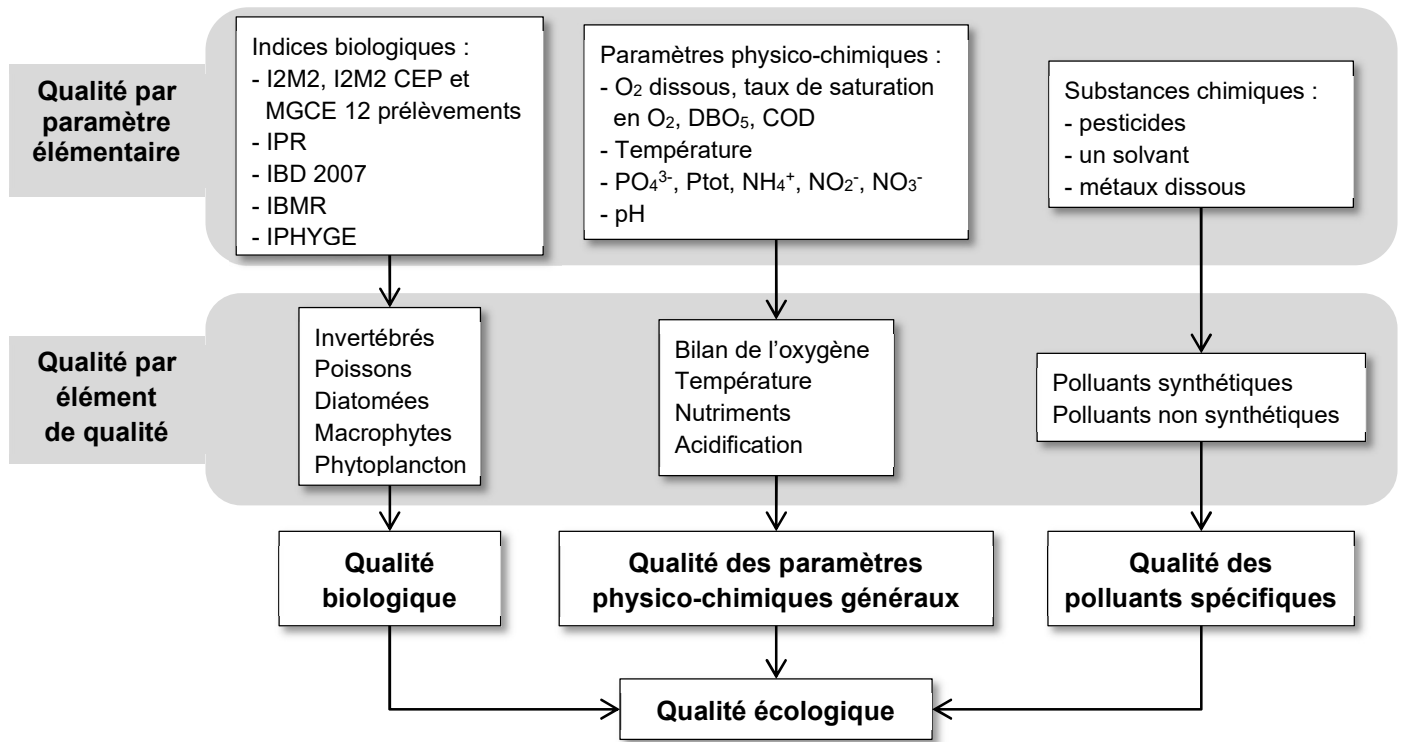 Qualité par
paramètre
élémentaire
Indices biologiques :
- I2M2, I2M2 CEP et
MGCE 12 prélèvements
- IPR
- IBD 2007
- IBMR
- IPHYGE
Paramètres physico-chimiques :
- O₂ dissous, taux de saturation
en O₂, DBO₅, COD
- Température
- PO₄³⁻, Ptot, NH₄⁺, NO₂⁻, NO₃⁻
- pH
Substances chimiques :
- pesticides
- un solvant
- métaux dissous
Qualité par
élément
de qualité
Invertébrés
Poissons
Diatomées
Macrophytes
Phytoplancton
Bilan de l’oxygène
Température
Nutriments
Acidification
Polluants synthétiques
Polluants non synthétiques
Qualité
biologique
Qualité des paramètres
physico-chimiques généraux
Qualité des
polluants spécifiques
Qualité écologique